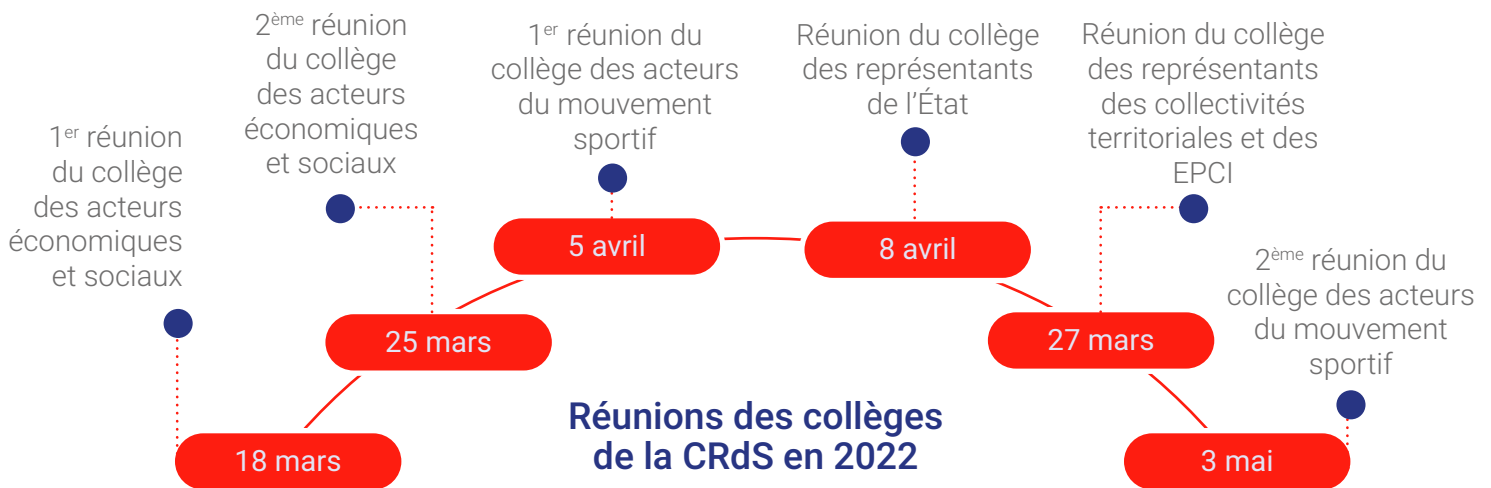 1er réunion
du collège
des acteurs
économiques
et sociaux
18 mars
2ème réunion
du collège
des acteurs
économiques
et sociaux
25 mars
1er réunion du
collège des acteurs
du mouvement
sportif
5 avril
Réunion du collège
des représentants
de l’État
8 avril
Réunion du collège
des représentants
des collectivités
territoriales et des
EPCI
27 mars
2ème réunion du
collège des acteurs
du mouvement
sportif
3 mai
Réunions des collèges
de la CRdS en 2022